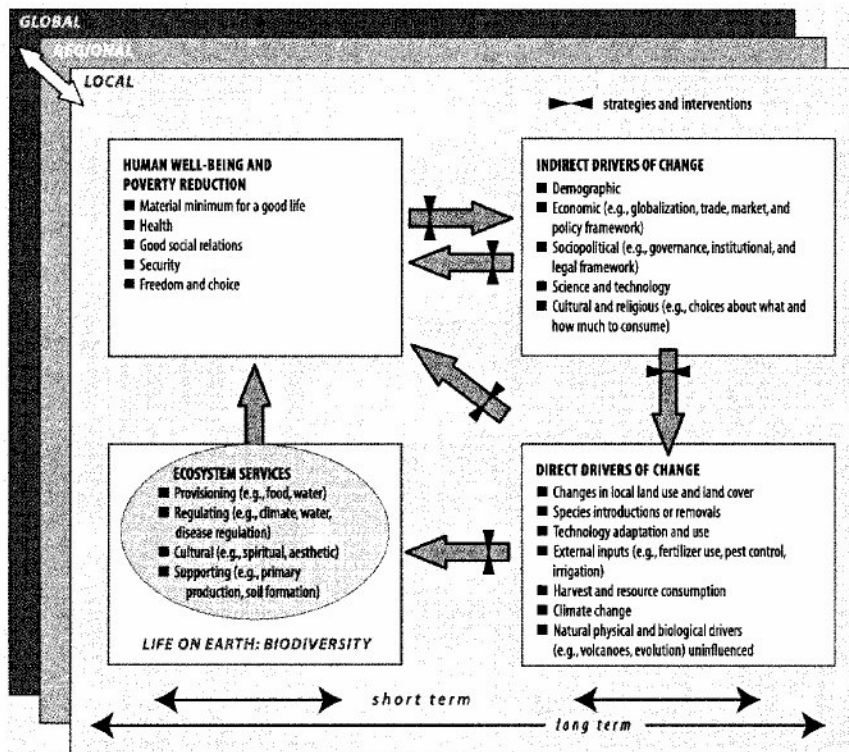 GLOBAL
REGIONAL
LOCAL
strategies and interventions
HUMAN WELL-BEING AND
POVERTY REDUCTION
■ Material minimum for a good life
■ Health
■ Good social relations
■ Security
■ Freedom and choice
INDIRECT DRIVERS OF CHANGE
■ Demographic
■ Economic (e.g., globalization, trade, market, and
policy framework)
■ Sociopolitical (e.g., governance, institutional, and
legal framework)
■ Science and technology
■ Cultural and religious (e.g., choices about what and
how much to consume)
ECOSYSTEM SERVICES
■ Provisioning (e.g., food, water)
■ Regulating (e.g., climate, water,
disease regulation)
■ Cultural (e.g., spiritual, aesthetic)
■ Supporting (e.g., primary
production, soil formation)
LIFE ON EARTH: BIODIVERSITY
DIRECT DRIVERS OF CHANGE
■ Changes in local land use and land cover
■ Species introductions or removals
■ Technology adaptation and use
■ External inputs (e.g., fertilizer use, pest control,
irrigation)
■ Harvest and resource consumption
■ Climate change
■ Natural physical and biological drivers
(e.g., volcanoes, evolution) uninfluenced
short term
long term